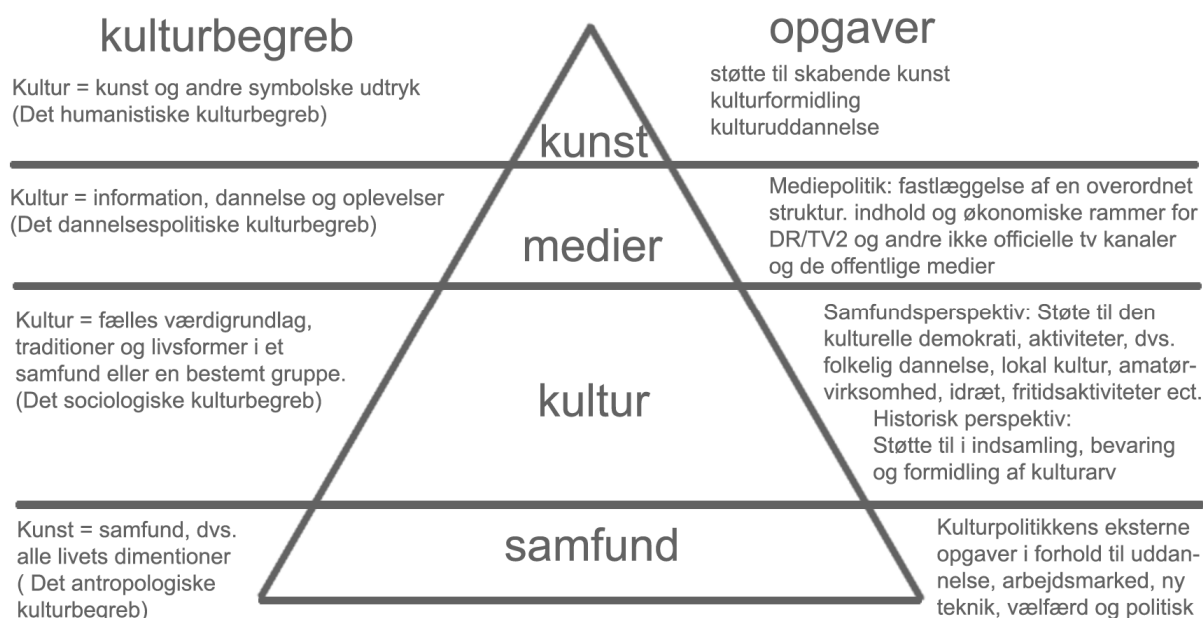 kulturbegreb
opgaver
Kultur = kunst og andre symbolske udtryk
(Det humanistiske kulturbegreb)
støtte til skabende kunst
kulturformidling
kulturuddannelse
kunst
Kultur = information, dannelse og oplevelser
(Det dannelsespolitiske kulturbegreb)
medier
Mediepolitik: fastlæggelse af en overordnet
struktur. indhold og økonomiske rammer for
DR/TV2 og andre ikke officielle tv kanaler
og de offentlige medier
Kultur = fælles værdigrundlag,
traditioner og livsformer i et
samfund eller en bestemt gruppe.
(Det sociologiske kulturbegreb)
kultur
Samfundsperspektiv: Støte til den
kulturelle demokrati, aktiviteter, dvs.
folkelig dannelse, lokal kultur, amatør-
virksomhed, idræt, fritidsaktiviteter ect.
Historisk perspektiv:
Støtte til i indsamling, bevaring
og formidling af kulturarv
Kunst = samfund, dvs.
alle livets dimentioner
( Det antropologiske
kulturbegreb)
samfund
Kulturpolitikkens eksterne
opgaver i forhold til uddan-
nelse, arbejdsmarked, ny
teknik, vælfærd og politisk